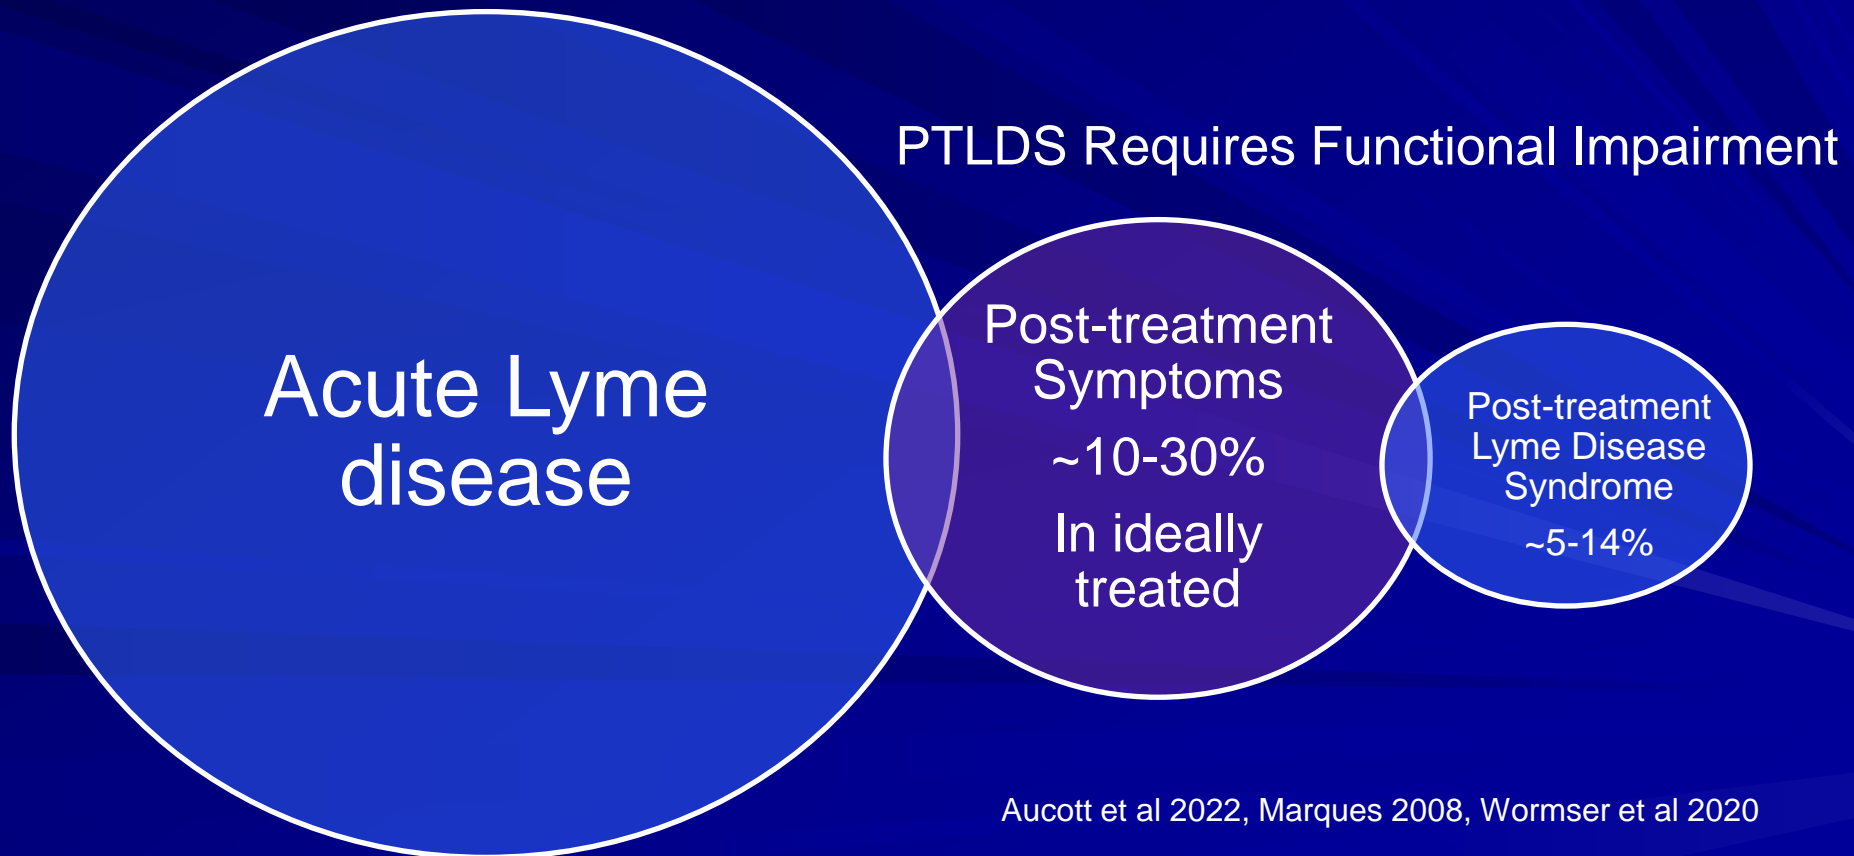 PTLDS Requires Functional Impairment
Acute Lyme
disease
Post-treatment
Symptoms
~10-30%
In ideally
treated
Post-treatment
Lyme Disease
Syndrome
~5-14%
Aucott et al 2022, Marques 2008, Wormser et al 2020